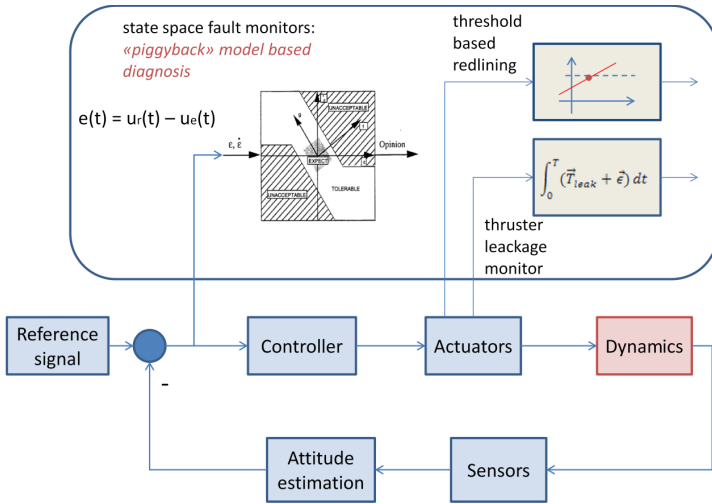 state space fault monitors:
«piggyback» model based
diagnosis
threshold
based
redlining
e(t) = ur(t) – ue(t)
ε, ε̇
UNACCEPTABLE
EXPECT
Opinion
TOLERABLE
UNACCEPTABLE
∫₀ᵀ (T⃗leak + ϵ⃗) dt
thruster
leackage
monitor
Reference
signal
Controller
Actuators
Dynamics
-
Attitude
estimation
Sensors